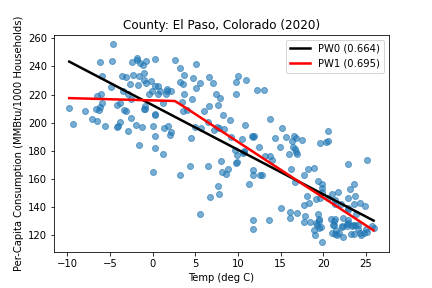 County: El Paso, Colorado (2020)
PW0 (0.664)
PW1 (0.695)
Per-Capita Consumption (MMBtu/1000 Households)
260
240
220
200
180
160
140
120
−10 −5 0 5 10 15 20 25
Temp (deg C)